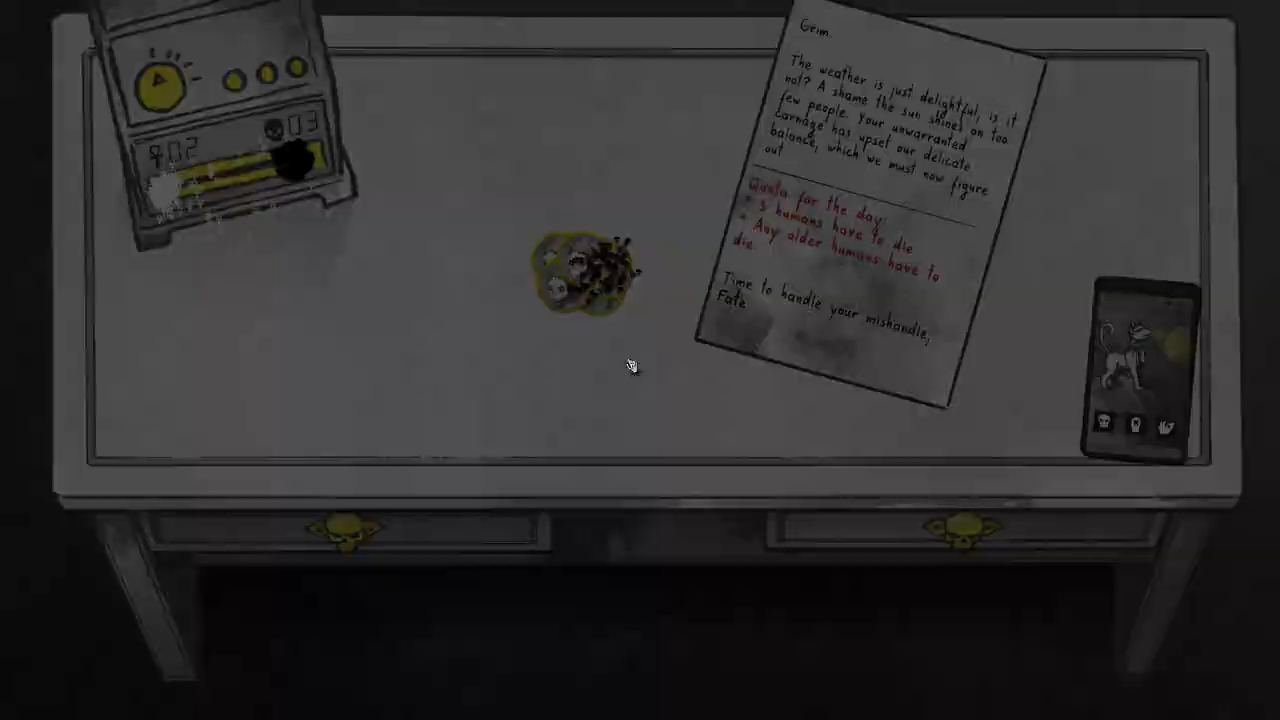 902
03
Grim.
The weather is just delightful, is it
not? A shame the sun shines on too
few people. your unwarranted
carnage has upset our delicate
balance, which we must now figure
out
Quota for the day:
* 5 humans have to die
* Any older humans have to
die.
Time to handle your mishandle,
Fate